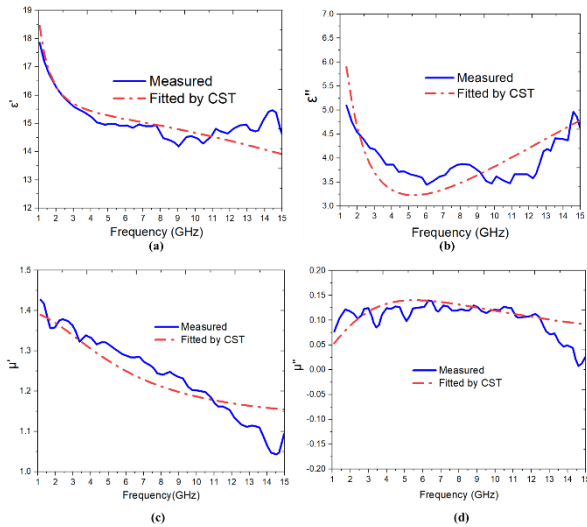 19
18
17
16
15
14
13
12
ε'
Measured
Fitted by CST
1 2 3 4 5 6 7 8 9 10 11 12 13 14 15
Frequency (GHz)
(a)
6.5
6.0
5.5
5.0
4.5
4.0
3.5
3.0
ε''
Measured
Fitted by CST
1 2 3 4 5 6 7 8 9 10 11 12 13 14 15
Frequency (GHz)
(b)
1.5
1.4
1.3
1.2
1.1
1.0
μ'
Measured
Fitted by CST
1 2 3 4 5 6 7 8 9 10 11 12 13 14 15
Frequency(GHz)
(c)
0.20
0.15
0.10
0.05
0.00
-0.05
-0.10
-0.15
-0.20
μ''
Measured
Fitted by CST
1 2 3 4 5 6 7 8 9 10 11 12 13 14 15
Frequency (GHz)
(d)